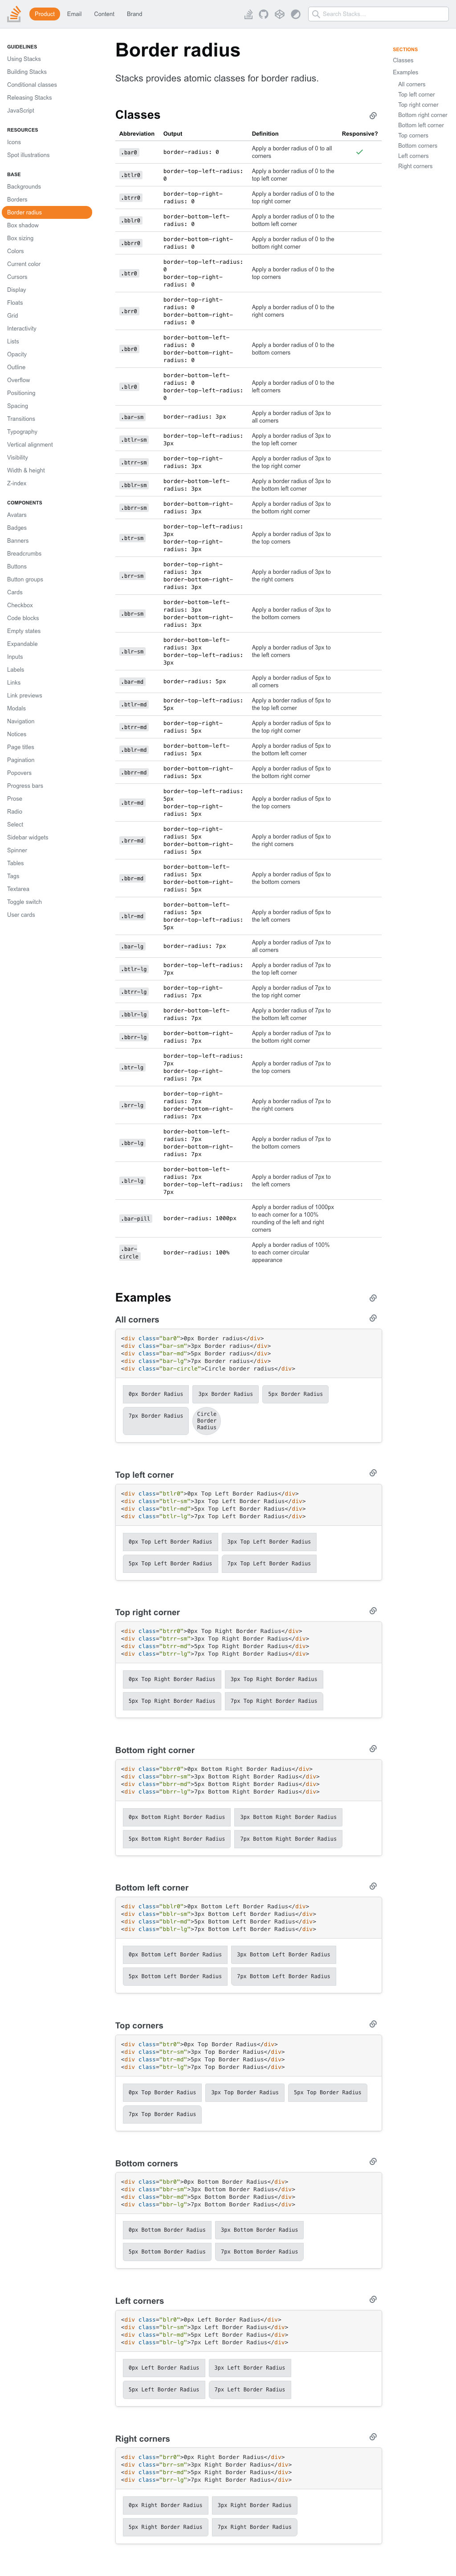 Product Email Content Brand Search Stacks…
GUIDELINES
Using Stacks
Building Stacks
Conditional classes
Releasing Stacks
JavaScript
RESOURCES
Icons
Spot illustrations
BASE
Backgrounds
Borders
Border radius
Box shadow
Box sizing
Colors
Current color
Cursors
Display
Floats
Grid
Interactivity
Lists
Opacity
Outline
Overflow
Positioning
Spacing
Transitions
Typography
Vertical alignment
Visibility
Width & height
Z-index
COMPONENTS
Avatars
Badges
Banners
Breadcrumbs
Buttons
Button groups
Cards
Checkbox
Code blocks
Empty states
Expandable
Inputs
Labels
Links
Link previews
Modals
Navigation
Notices
Page titles
Pagination
Popovers
Progress bars
Prose
Radio
Select
Sidebar widgets
Spinner
Tables
Tags
Textarea
Toggle switch
User cards
Border radius
Stacks provides atomic classes for border radius.
Classes
Abbreviation Output Definition Responsive?
.bar0 border-radius: 0 Apply a border radius of 0 to all
corners
.btlr0 border-top-left-radius: Apply a border radius of 0 to the
0 top left corner
.btrr0 border-top-right- Apply a border radius of 0 to the
radius: 0 top right corner
.bblr0 border-bottom-left- Apply a border radius of 0 to the
radius: 0 bottom left corner
.bbrr0 border-bottom-right- Apply a border radius of 0 to the
radius: 0 bottom right corner
.btr0 border-top-left-radius:
0
border-top-right-
radius: 0
Apply a border radius of 0 to the
top corners
.brr0 border-top-right-
radius: 0
border-bottom-right-
radius: 0
Apply a border radius of 0 to the
right corners
.bbr0 border-bottom-left-
radius: 0
border-bottom-right-
radius: 0
Apply a border radius of 0 to the
bottom corners
.blr0 border-bottom-left-
radius: 0
border-top-left-radius:
0
Apply a border radius of 0 to the
left corners
.bar-sm border-radius: 3px Apply a border radius of 3px to
all corners
.btlr-sm border-top-left-radius: Apply a border radius of 3px to
3px the top left corner
.btrr-sm border-top-right- Apply a border radius of 3px to
radius: 3px the top right corner
.bblr-sm border-bottom-left- Apply a border radius of 3px to
radius: 3px the bottom left corner
.bbrr-sm border-bottom-right- Apply a border radius of 3px to
radius: 3px the bottom right corner
.btr-sm border-top-left-radius:
3px
border-top-right-
radius: 3px
Apply a border radius of 3px to
the top corners
.brr-sm border-top-right-
radius: 3px
border-bottom-right-
radius: 3px
Apply a border radius of 3px to
the right corners
.bbr-sm border-bottom-left-
radius: 3px
border-bottom-right-
radius: 3px
Apply a border radius of 3px to
the bottom corners
.blr-sm border-bottom-left-
radius: 3px
border-top-left-radius:
3px
Apply a border radius of 3px to
the left corners
.bar-md border-radius: 5px Apply a border radius of 5px to
all corners
.btlr-md border-top-left-radius: Apply a border radius of 5px to
5px the top left corner
.btrr-md border-top-right- Apply a border radius of 5px to
radius: 5px the top right corner
.bblr-md border-bottom-left- Apply a border radius of 5px to
radius: 5px the bottom left corner
.bbrr-md border-bottom-right- Apply a border radius of 5px to
radius: 5px the bottom right corner
.btr-md border-top-left-radius:
5px
border-top-right-
radius: 5px
Apply a border radius of 5px to
the top corners
.brr-md border-top-right-
radius: 5px
border-bottom-right-
radius: 5px
Apply a border radius of 5px to
the right corners
.bbr-md border-bottom-left-
radius: 5px
border-bottom-right-
radius: 5px
Apply a border radius of 5px to
the bottom corners
.blr-md border-bottom-left-
radius: 5px
border-top-left-radius:
5px
Apply a border radius of 5px to
the left corners
.bar-lg border-radius: 7px Apply a border radius of 7px to
all corners
.btlr-lg border-top-left-radius: Apply a border radius of 7px to
7px the top left corner
.btrr-lg border-top-right- Apply a border radius of 7px to
radius: 7px the top right corner
.bblr-lg border-bottom-left- Apply a border radius of 7px to
radius: 7px the bottom left corner
.bbrr-lg border-bottom-right- Apply a border radius of 7px to
radius: 7px the bottom right corner
.btr-lg border-top-left-radius:
7px
border-top-right-
radius: 7px
Apply a border radius of 7px to
the top corners
.brr-lg border-top-right-
radius: 7px
border-bottom-right-
radius: 7px
Apply a border radius of 7px to
the right corners
.bbr-lg border-bottom-left-
radius: 7px
border-bottom-right-
radius: 7px
Apply a border radius of 7px to
the bottom corners
.blr-lg border-bottom-left-
radius: 7px
border-top-left-radius:
7px
Apply a border radius of 7px to
the left corners
.bar-pill border-radius: 1000px Apply a border radius of 1000px
to each corner for a 100%
rounding of the left and right
corners
.bar-
circle
border-radius: 100% Apply a border radius of 100%
to each corner circular
appearance
Examples
All corners
<div class="bar0">0px Border radius</div>
<div class="bar-sm">3px Border radius</div>
<div class="bar-md">5px Border radius</div>
<div class="bar-lg">7px Border radius</div>
<div class="bar-circle">Circle border radius</div>
0px Border Radius 3px Border Radius 5px Border Radius
7px Border Radius Circle
Border
Radius
Top left corner
<div class="btlr0">0px Top Left Border Radius</div>
<div class="btlr-sm">3px Top Left Border Radius</div>
<div class="btlr-md">5px Top Left Border Radius</div>
<div class="btlr-lg">7px Top Left Border Radius</div>
0px Top Left Border Radius 3px Top Left Border Radius
5px Top Left Border Radius 7px Top Left Border Radius
Top right corner
<div class="btrr0">0px Top Right Border Radius</div>
<div class="btrr-sm">3px Top Right Border Radius</div>
<div class="btrr-md">5px Top Right Border Radius</div>
<div class="btrr-lg">7px Top Right Border Radius</div>
0px Top Right Border Radius 3px Top Right Border Radius
5px Top Right Border Radius 7px Top Right Border Radius
Bottom right corner
<div class="bbrr0">0px Bottom Right Border Radius</div>
<div class="bbrr-sm">3px Bottom Right Border Radius</div>
<div class="bbrr-md">5px Bottom Right Border Radius</div>
<div class="bbrr-lg">7px Bottom Right Border Radius</div>
0px Bottom Right Border Radius 3px Bottom Right Border Radius
5px Bottom Right Border Radius 7px Bottom Right Border Radius
Bottom left corner
<div class="bblr0">0px Bottom Left Border Radius</div>
<div class="bblr-sm">3px Bottom Left Border Radius</div>
<div class="bblr-md">5px Bottom Left Border Radius</div>
<div class="bblr-lg">7px Bottom Left Border Radius</div>
0px Bottom Left Border Radius 3px Bottom Left Border Radius
5px Bottom Left Border Radius 7px Bottom Left Border Radius
Top corners
<div class="btr0">0px Top Border Radius</div>
<div class="btr-sm">3px Top Border Radius</div>
<div class="btr-md">5px Top Border Radius</div>
<div class="btr-lg">7px Top Border Radius</div>
0px Top Border Radius 3px Top Border Radius 5px Top Border Radius
7px Top Border Radius
Bottom corners
<div class="bbr0">0px Bottom Border Radius</div>
<div class="bbr-sm">3px Bottom Border Radius</div>
<div class="bbr-md">5px Bottom Border Radius</div>
<div class="bbr-lg">7px Bottom Border Radius</div>
0px Bottom Border Radius 3px Bottom Border Radius
5px Bottom Border Radius 7px Bottom Border Radius
Left corners
<div class="blr0">0px Left Border Radius</div>
<div class="blr-sm">3px Left Border Radius</div>
<div class="blr-md">5px Left Border Radius</div>
<div class="blr-lg">7px Left Border Radius</div>
0px Left Border Radius 3px Left Border Radius
5px Left Border Radius 7px Left Border Radius
Right corners
<div class="brr0">0px Right Border Radius</div>
<div class="brr-sm">3px Right Border Radius</div>
<div class="brr-md">5px Right Border Radius</div>
<div class="brr-lg">7px Right Border Radius</div>
0px Right Border Radius 3px Right Border Radius
5px Right Border Radius 7px Right Border Radius
SECTIONS
Classes
Examples
All corners
Top left corner
Top right corner
Bottom right corner
Bottom left corner
Top corners
Bottom corners
Left corners
Right corners